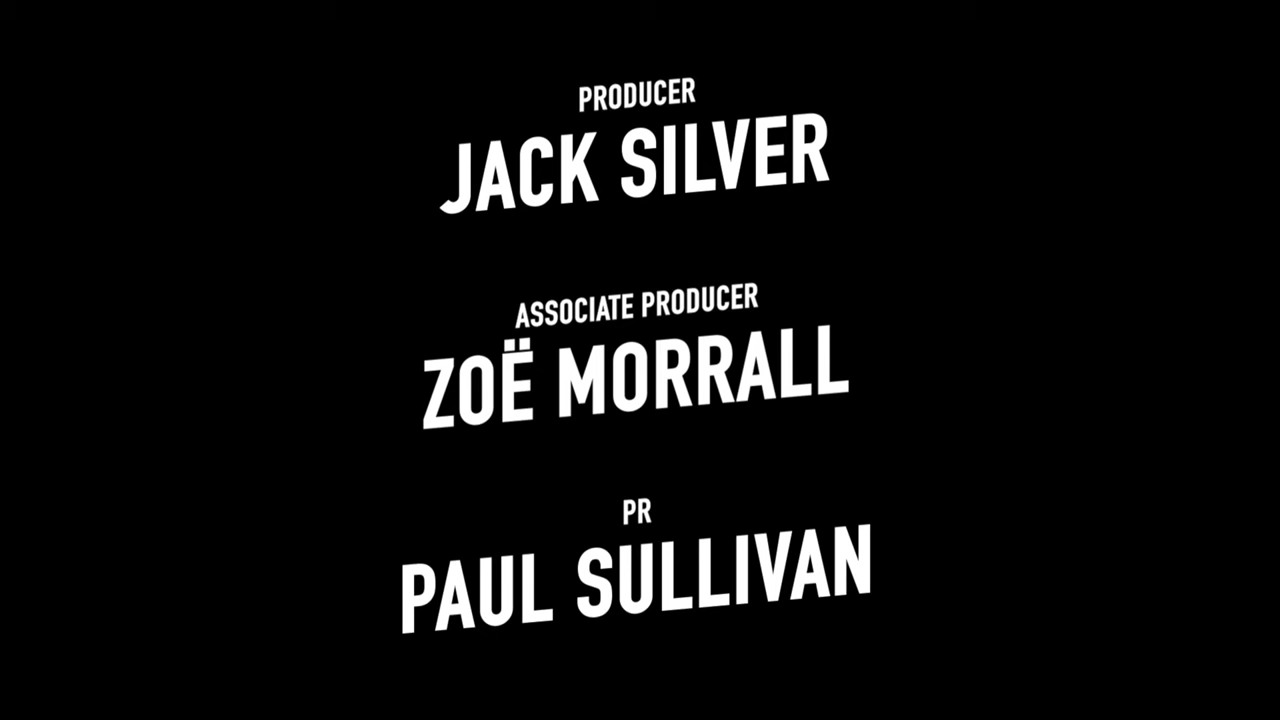 PRODUCER
JACK SILVER
ASSOCIATE PRODUCER
ZOË MORRALL
PR
PAUL SULLIVAN